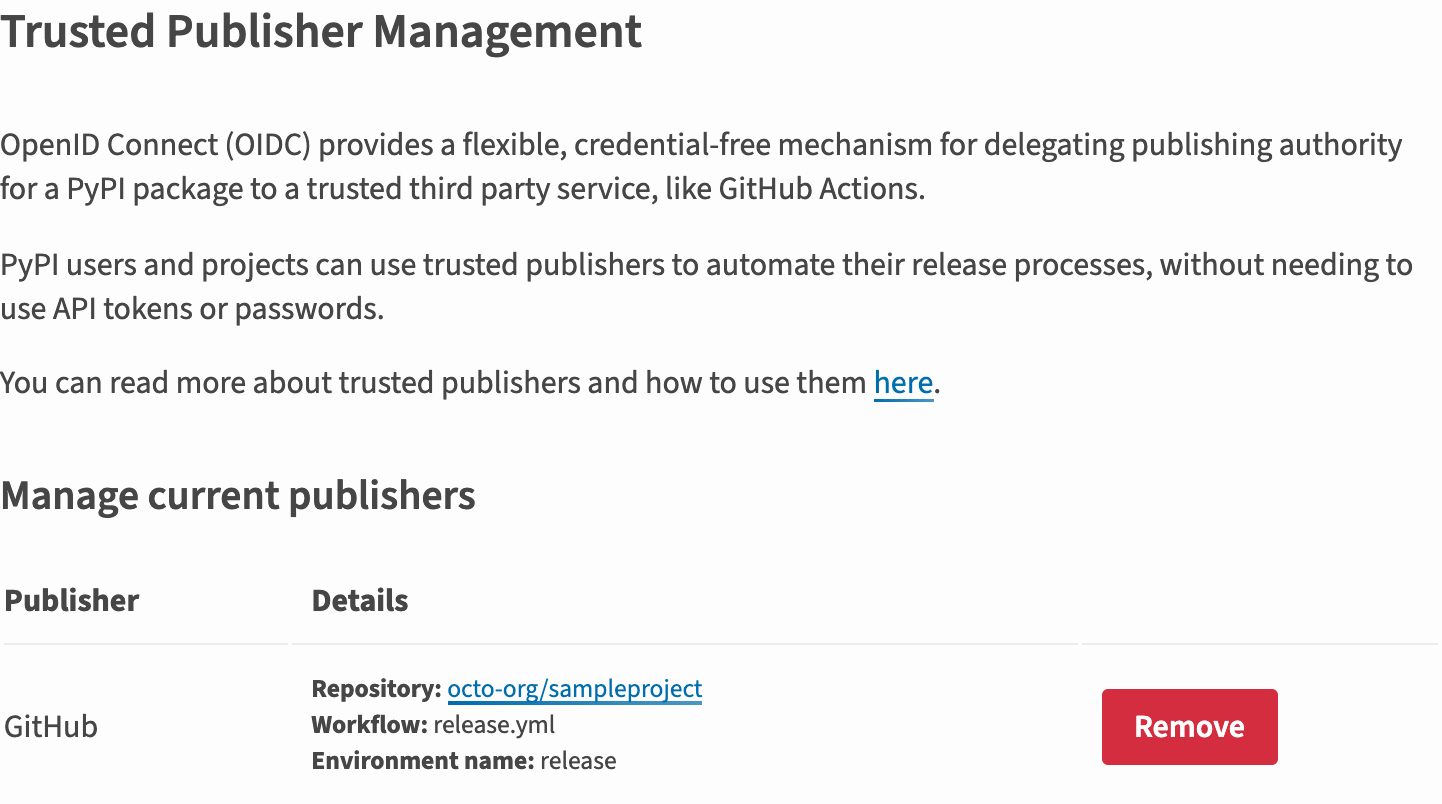 Trusted Publisher Management
OpenID Connect (OIDC) provides a flexible, credential-free mechanism for delegating publishing authority
for a PyPI package to a trusted third party service, like GitHub Actions.
PyPI users and projects can use trusted publishers to automate their release processes, without needing to
use API tokens or passwords.
You can read more about trusted publishers and how to use them here.
Manage current publishers
Publisher Details
Repository: octo-org/sampleproject
GitHub Workflow: release.yml Remove
Environment name: release